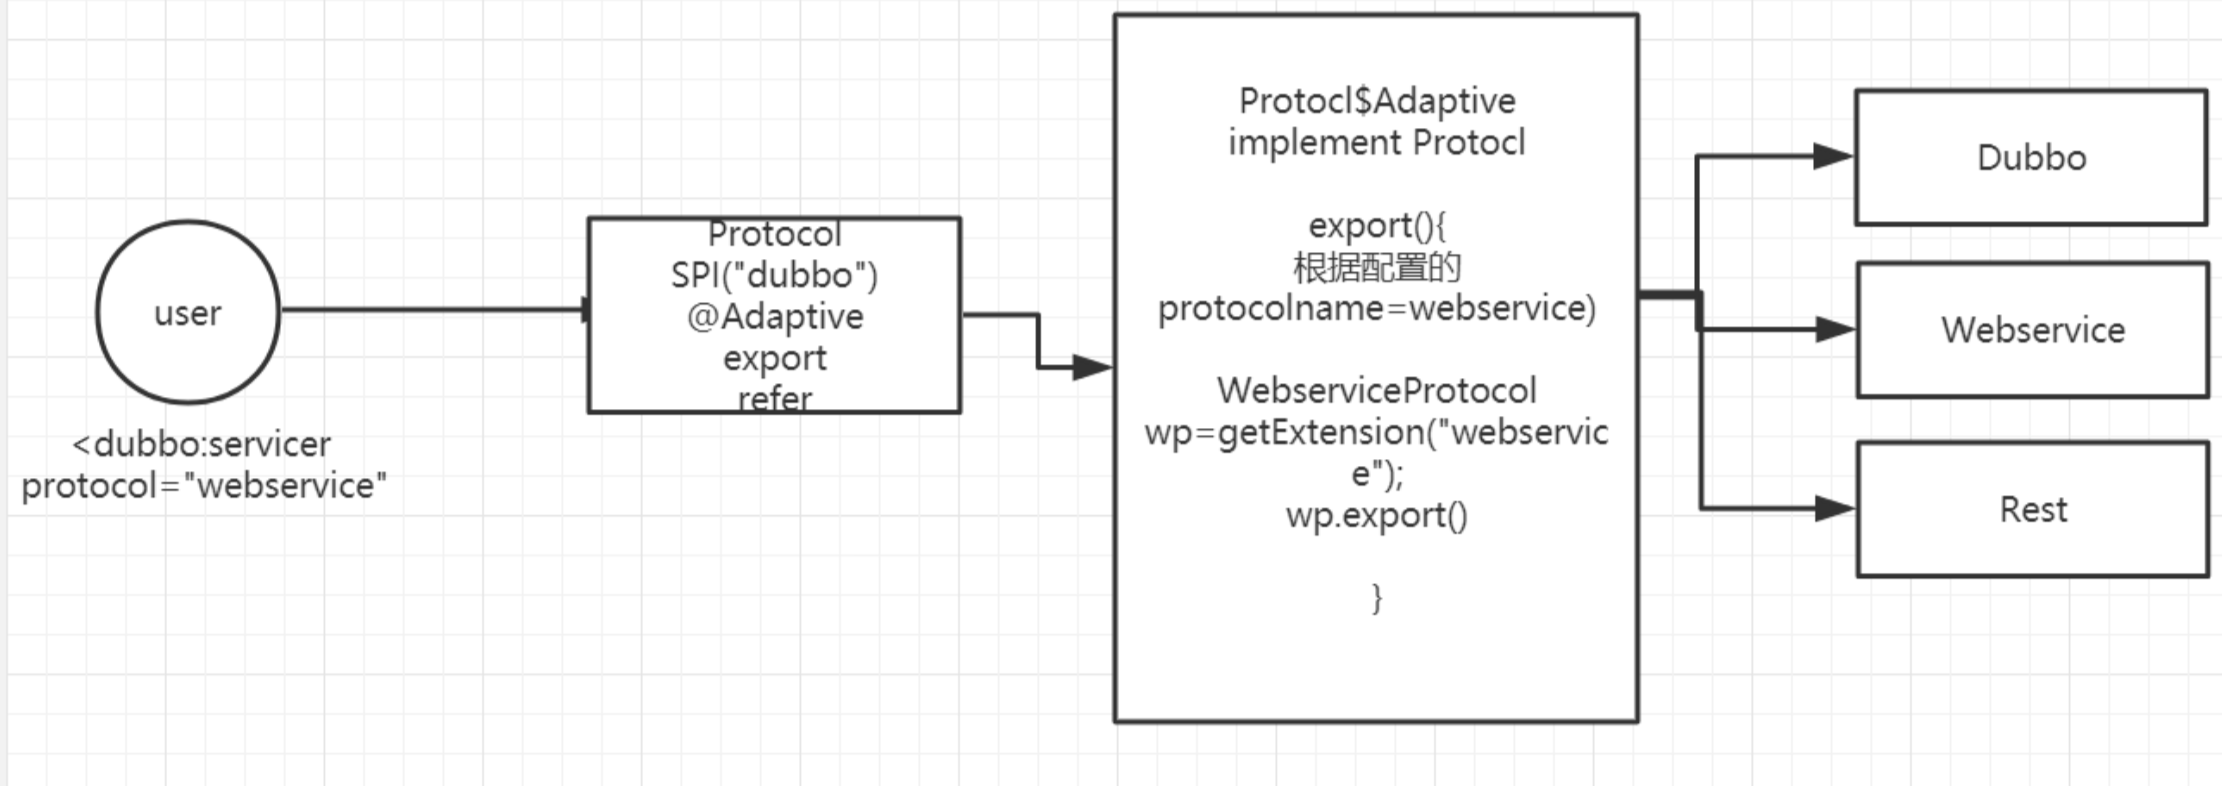 user
<dubbo:servicer
protocol="webservice"
Protocol
SPI("dubbo")
@Adaptive
export
refer
Protocl$Adaptive
implement Protocl
export(){
根据配置的
protocolname=webservice)
WebserviceProtocol
wp=getExtension("webservic
e");
wp.export()
}
Dubbo
Webservice
Rest